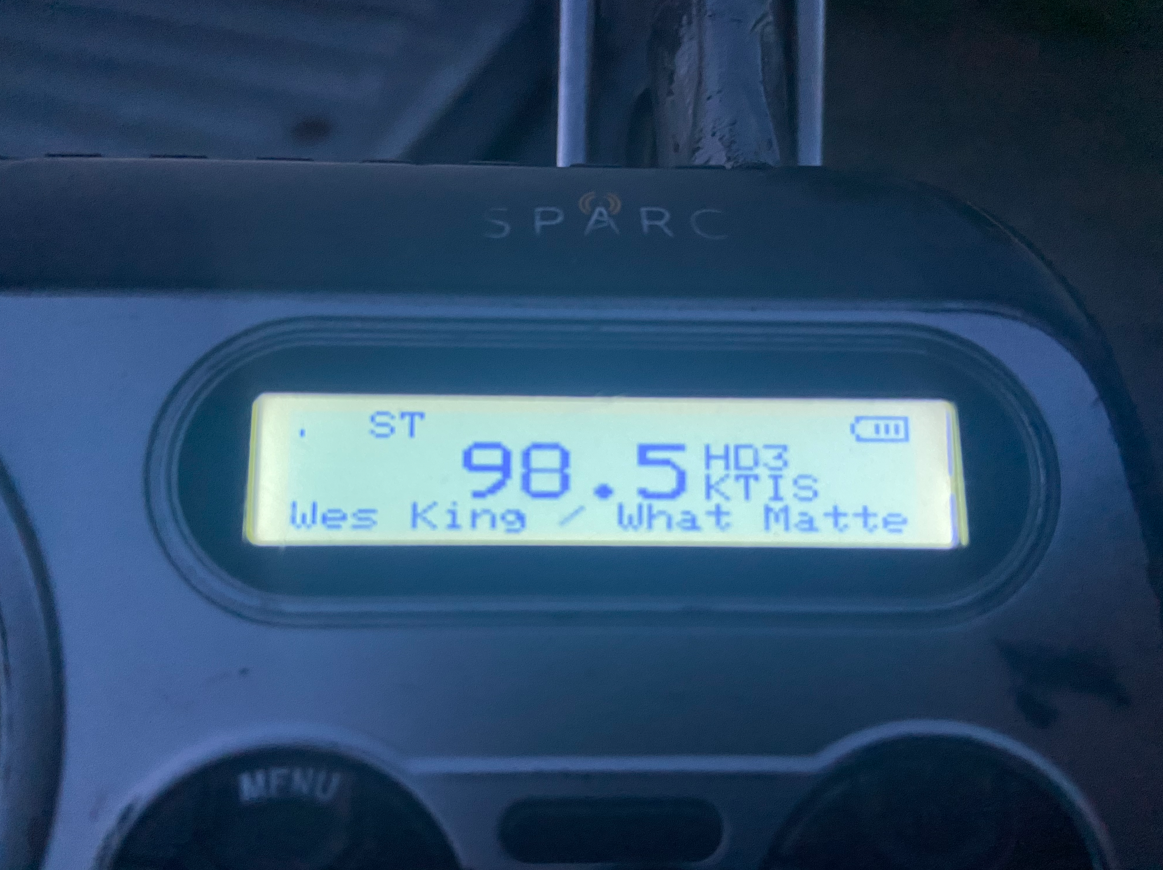 SPARC
ST
98.5 HD3
KTIS
Wes King / What Matte
MENU